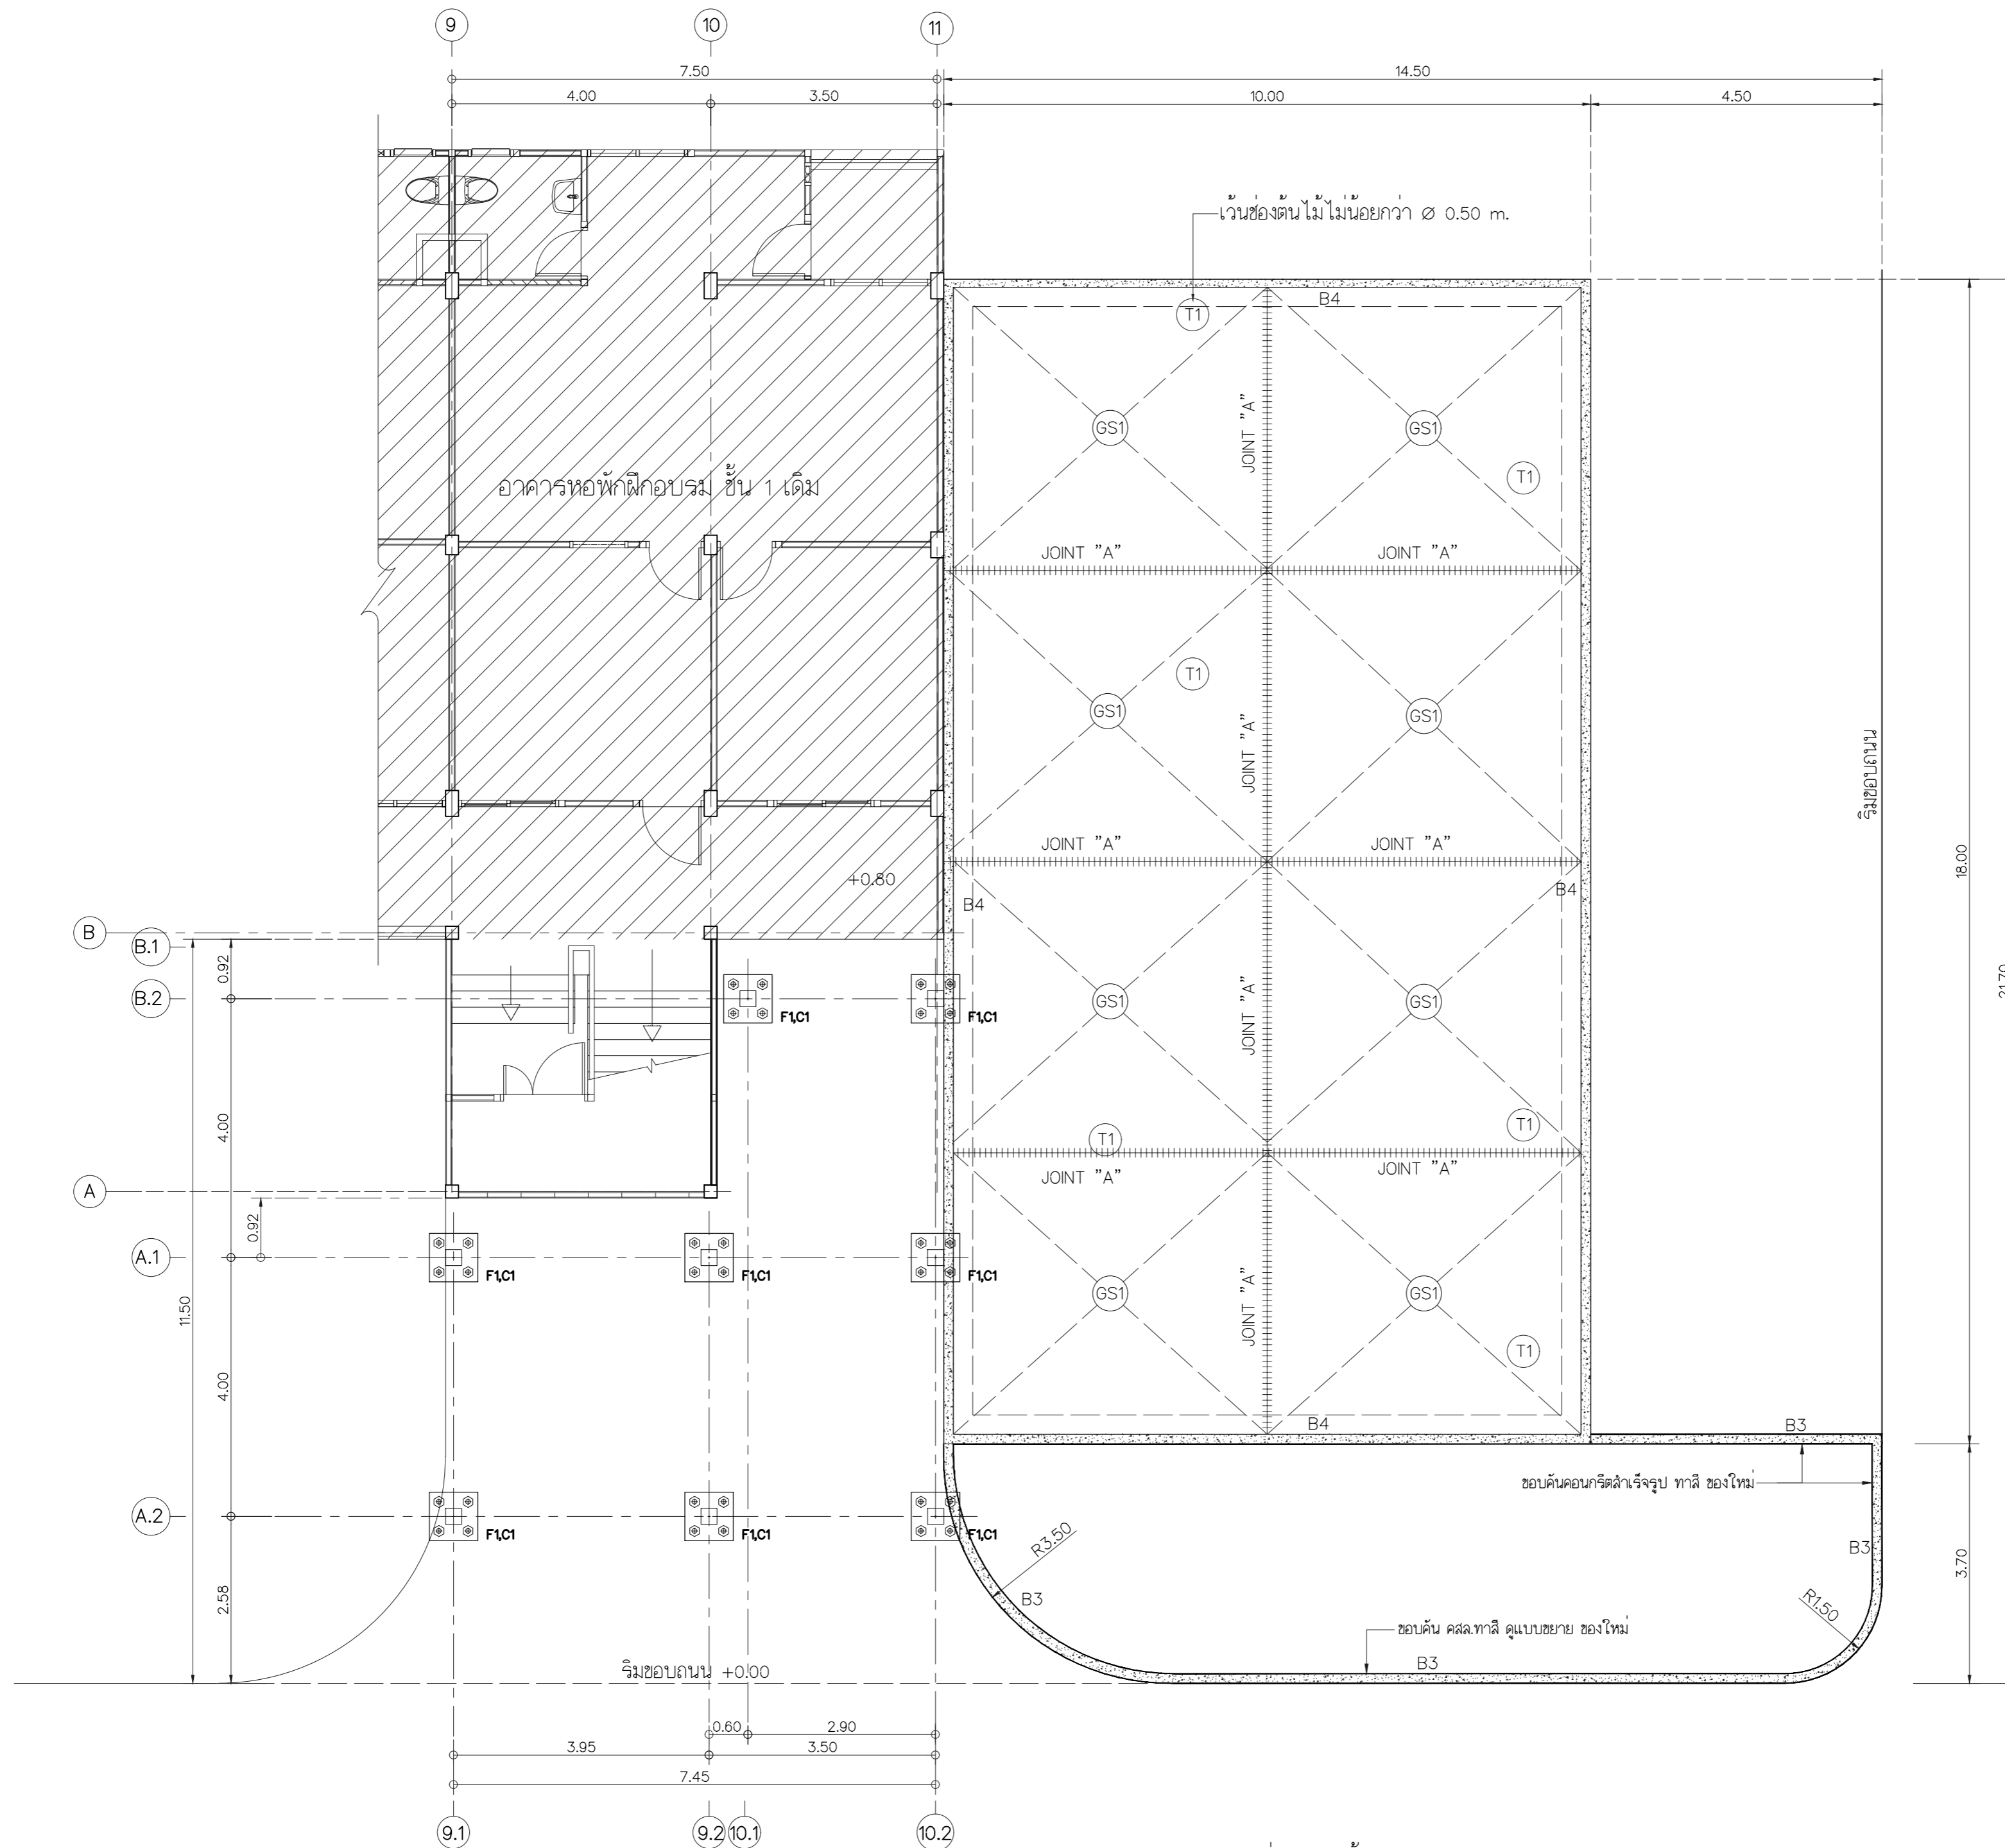 9
10
11
7.50
14.50
4.00
3.50
10.00
4.50
เว้นช่องต้นไม้ไม่น้อยกว่า Ø 0.50 m.
B4
T1
JOINT "A"
GS1
GS1
T1
อาคารหอพักฝึกอบรม ชั้น 1 เดิม
JOINT "A"
JOINT "A"
T1
JOINT "A"
GS1
GS1
ริมขอบถนน
JOINT "A"
JOINT "A"
18.00
+0.80
B4
B4
B
B.1
0.92
B.2
F1,C1
F1,C1
JOINT "A"
GS1
GS1
21.70
4.00
T1
T1
JOINT "A"
JOINT "A"
A
0.92
A.1
F1,C1
F1,C1
F1,C1
JOINT "A"
GS1
GS1
11.50
T1
4.00
B4
B3
ขอบคันคอนกรีตสำเร็จรูป ทาสี ของใหม่
A.2
F1,C1
F1,C1
F1,C1
R3.50
B3
3.70
2.58
B3
R1.50
ขอบคัน คสล.ทาสี ดูแบบขยาย ของใหม่
B3
ริมขอบถนน +0.00
0.60
2.90
3.95
3.50
7.45
9.1
9.2
10.1
10.2